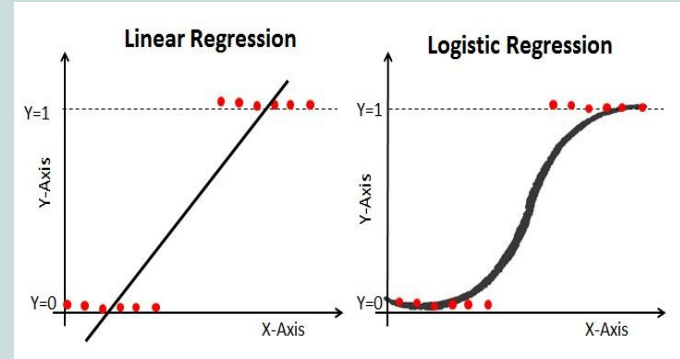 Linear Regression
Y=1
Y-Axis
Y=0
X-Axis
Logistic Regression
Y=1
Y-Axis
Y=0
X-Axis